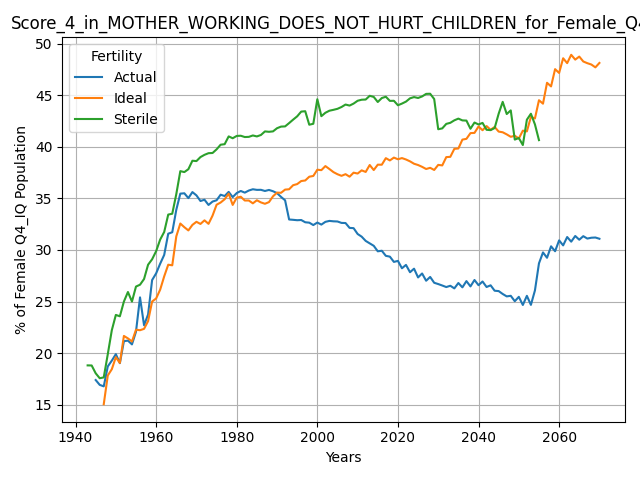 Score_4_in_MOTHER_WORKING_DOES_NOT_HURT_CHILDREN_for_Female_Q4
Fertility
Actual
Ideal
Sterile
50
45
40
35
30
25
20
15
% of Female Q4_IQ Population
1940 1960 1980 2000 2020 2040 2060
Years